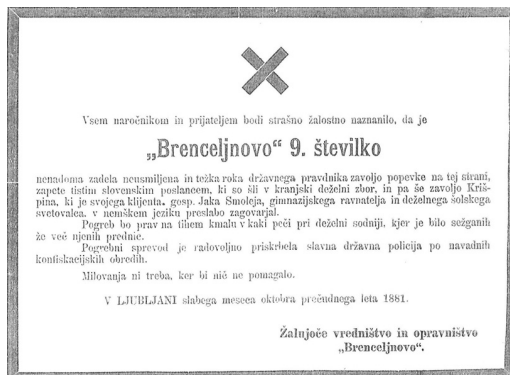 Vsem naročnikom in prijateljem bodi strašno žalostno naznanilo, da je
„Brenceljnovo“ 9. številko
nenadoma zadela neusmiljena in težka roka državnega pravdnika zavoljo popevke na tej strani,
zapete tistim slovenskim poslancem, ki so šli v kranjski deželni zbor, in pa še zavoljo Kriš-
pina, ki je svojega klijenta, gosp. Jaka Smoleja, gimnazijskega ravnatelja in deželnega šolskega
svetovalca, v nemškem jeziku preslabo zagovarjal.
Pogreb bo prav na tihem kmalu v kaki peči pri deželni sodniji, kjer je bilo sežganih
že več njenih prednic.
Pogrebni sprevod je radovoljno priskrbela slavna državna policija po navadnih
konfiskacijskih obredih.
Milovanja ni treba, ker bi nič ne pomagalo.
V LJUBLJANI slabega meseca oktobra prečudnega leta 1881.
Žalujoče vredništvo in opravništvo
„Brenceljnovo“.